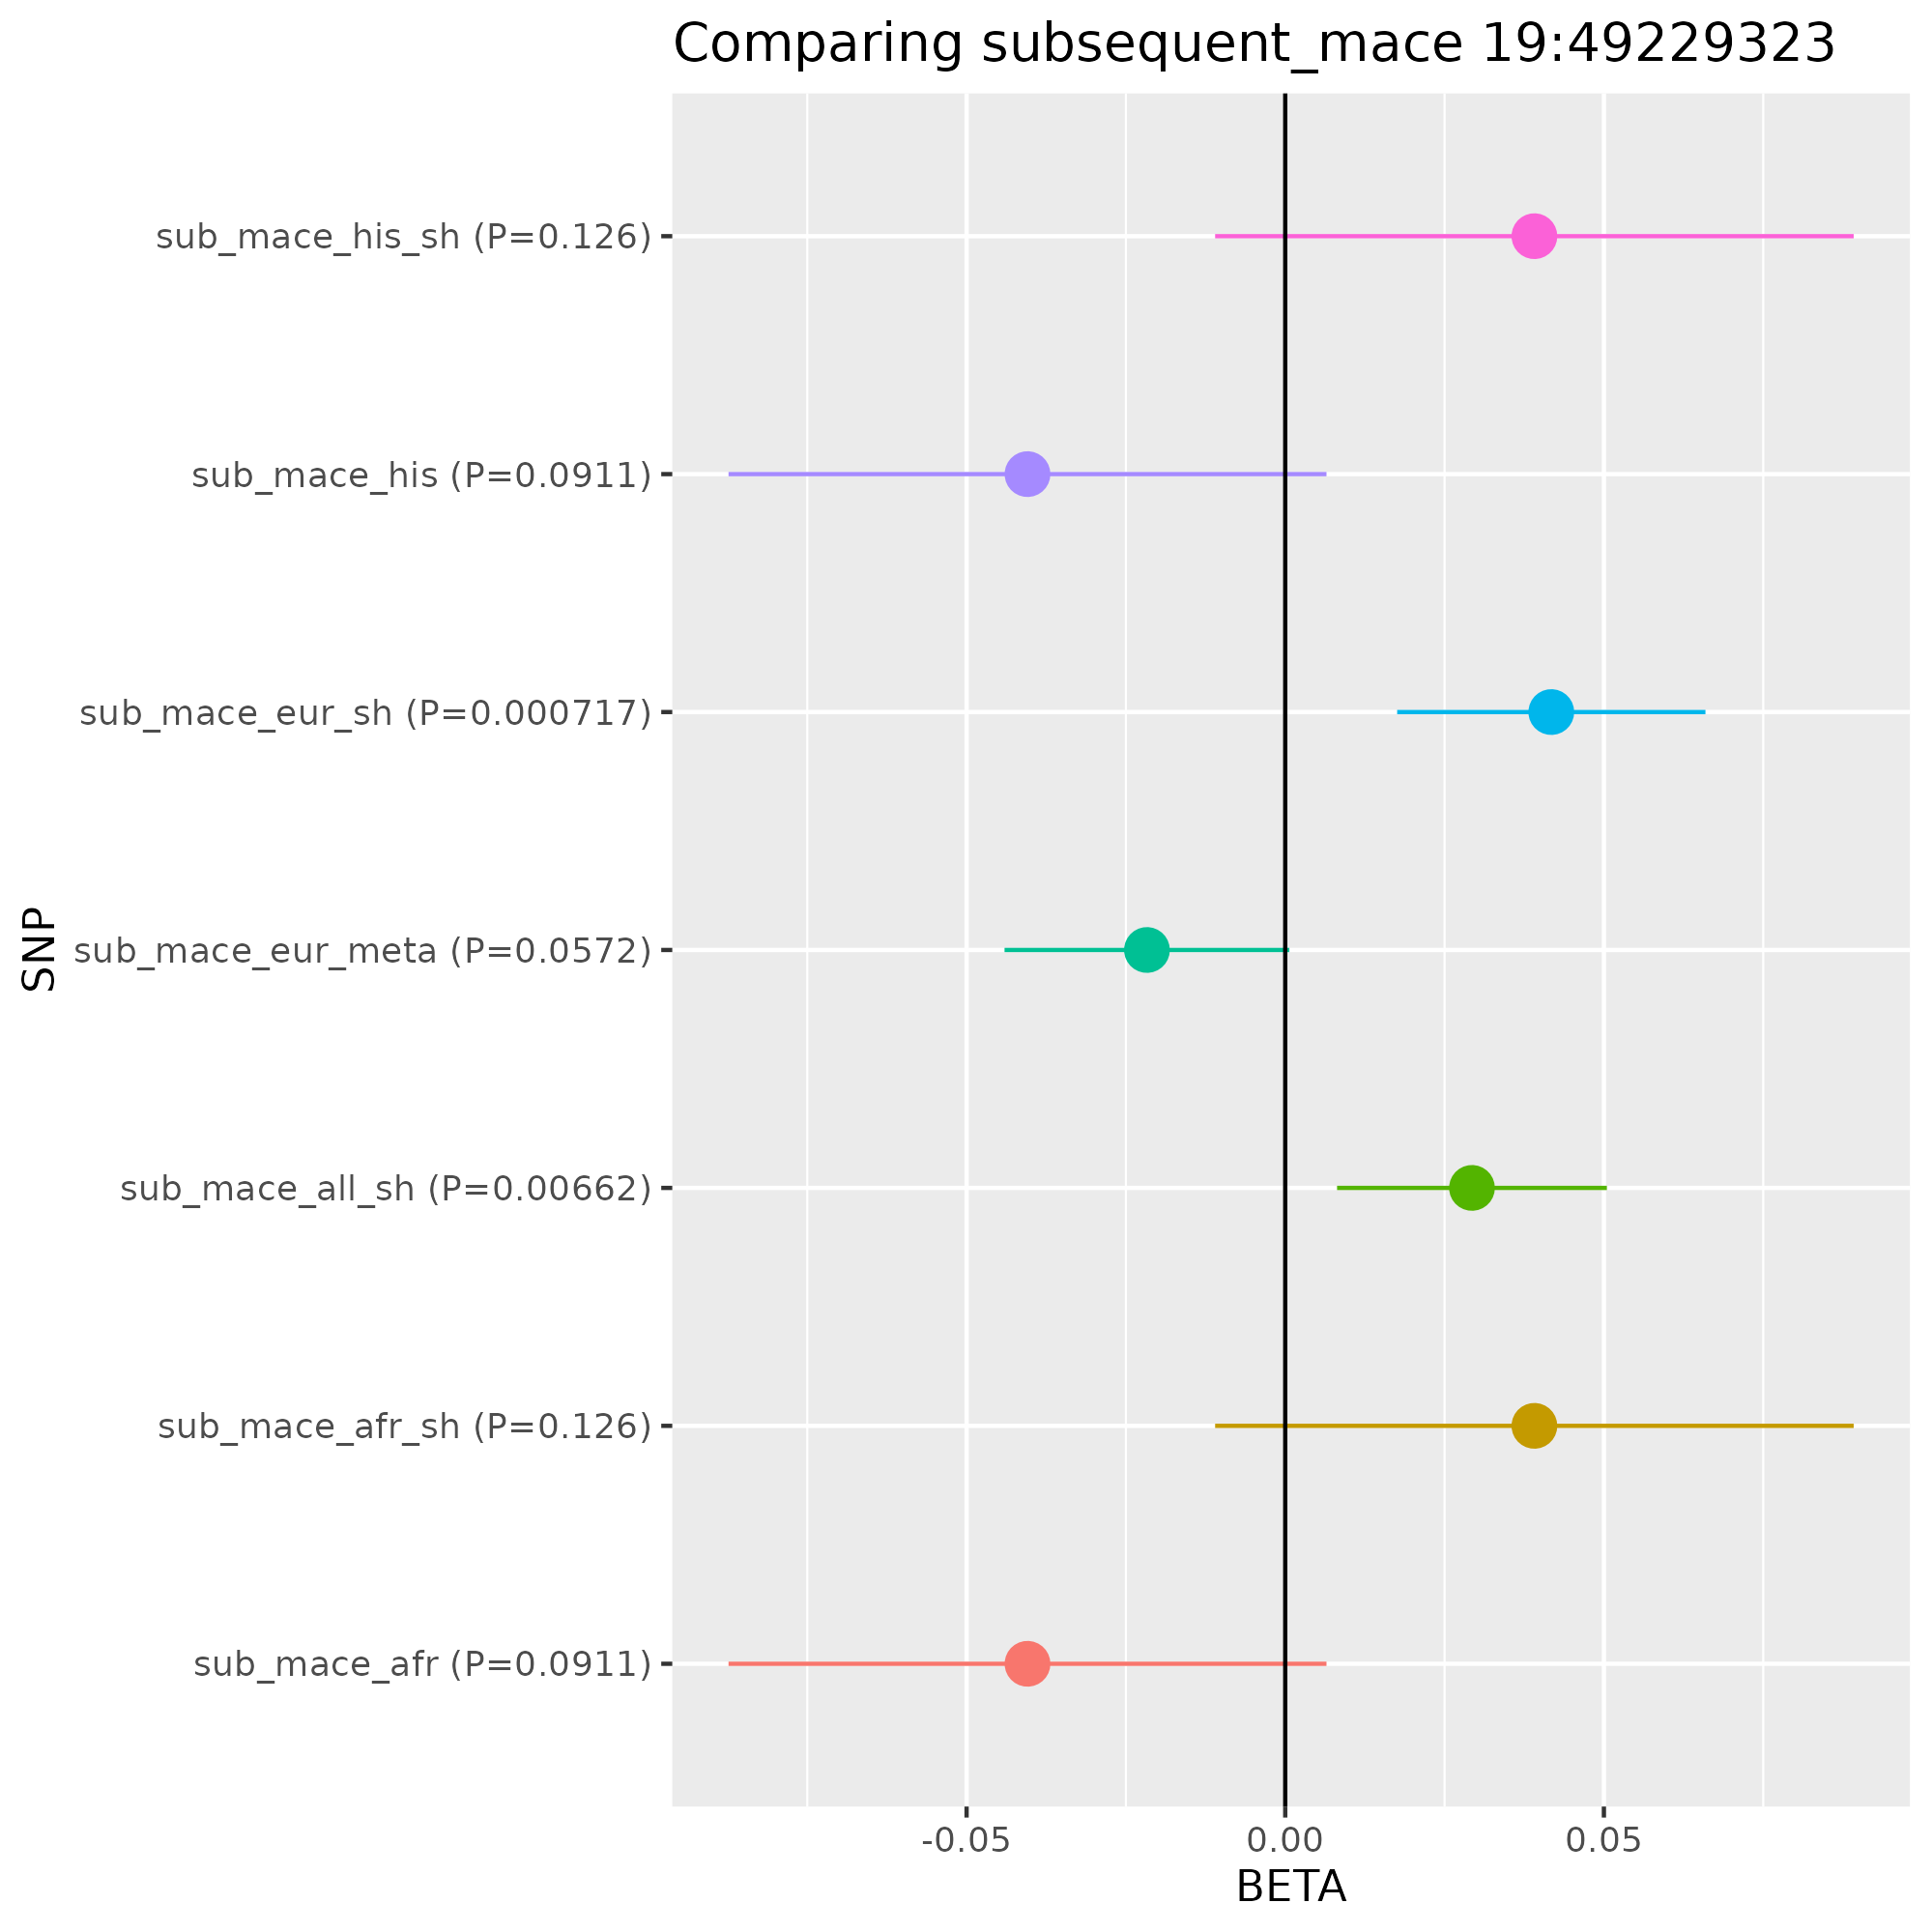 Comparing subsequent_mace 19:49229323
sub_mace_his_sh (P=0.126)
sub_mace_his (P=0.0911)
sub_mace_eur_sh (P=0.000717)
SNP
sub_mace_eur_meta (P=0.0572)
sub_mace_all_sh (P=0.00662)
sub_mace_afr_sh (P=0.126)
sub_mace_afr (P=0.0911)
-0.05 0.00 0.05
BETA